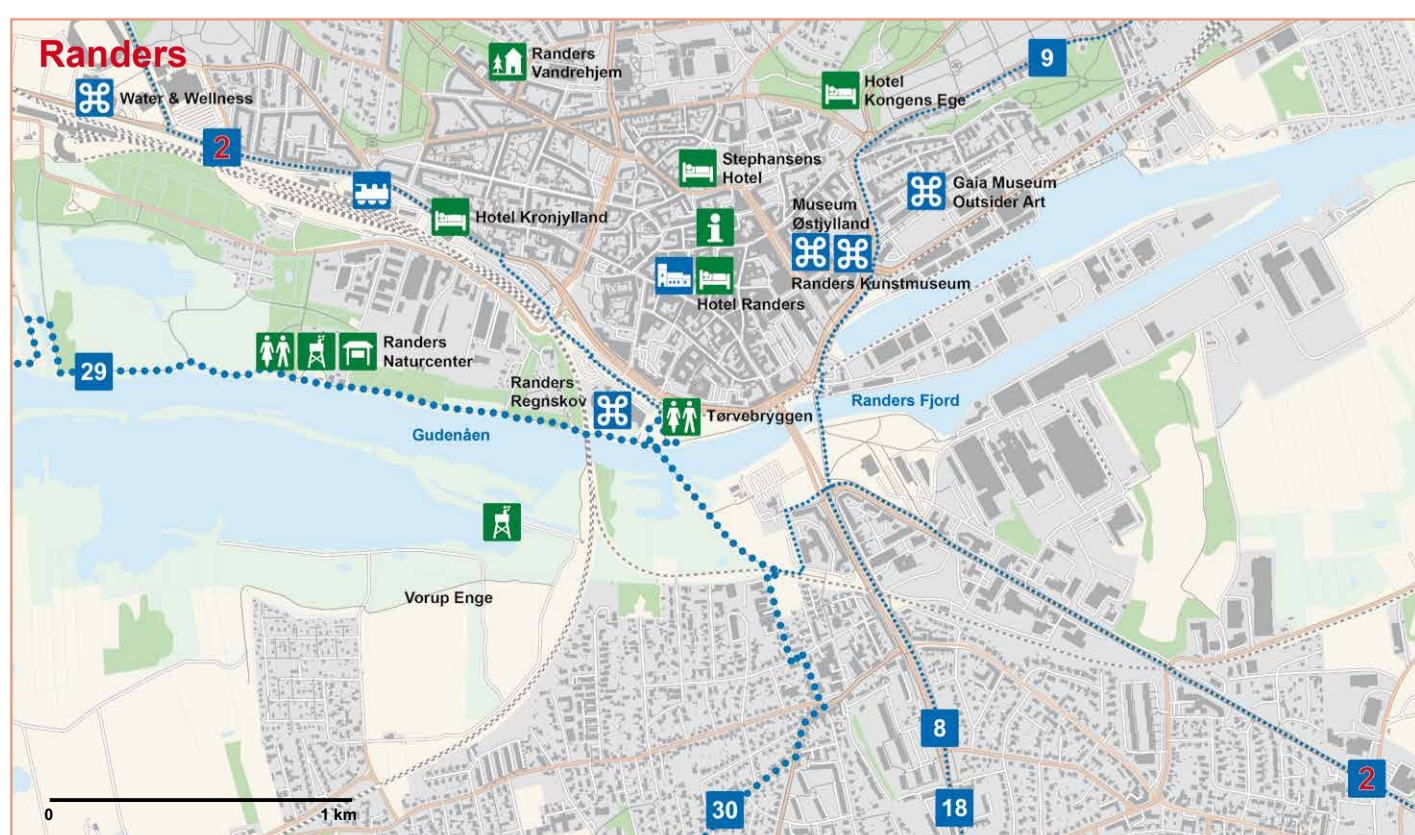 Randers
Water & Wellness
2
Randers
Vandrehjem
9
Hotel
Kongens Ege
Stephansens
Hotel
Gaia Museum
Outsider Art
Museum
Østjylland
Hotel Kronjylland
Randers Kunstmuseum
Hotel Randers
Randers
Naturcenter
29
Randers
Regnskov
Randers Fjord
Tørvebryggen
Gudenåen
Vorup Enge
8
2
30
18
0
1 km